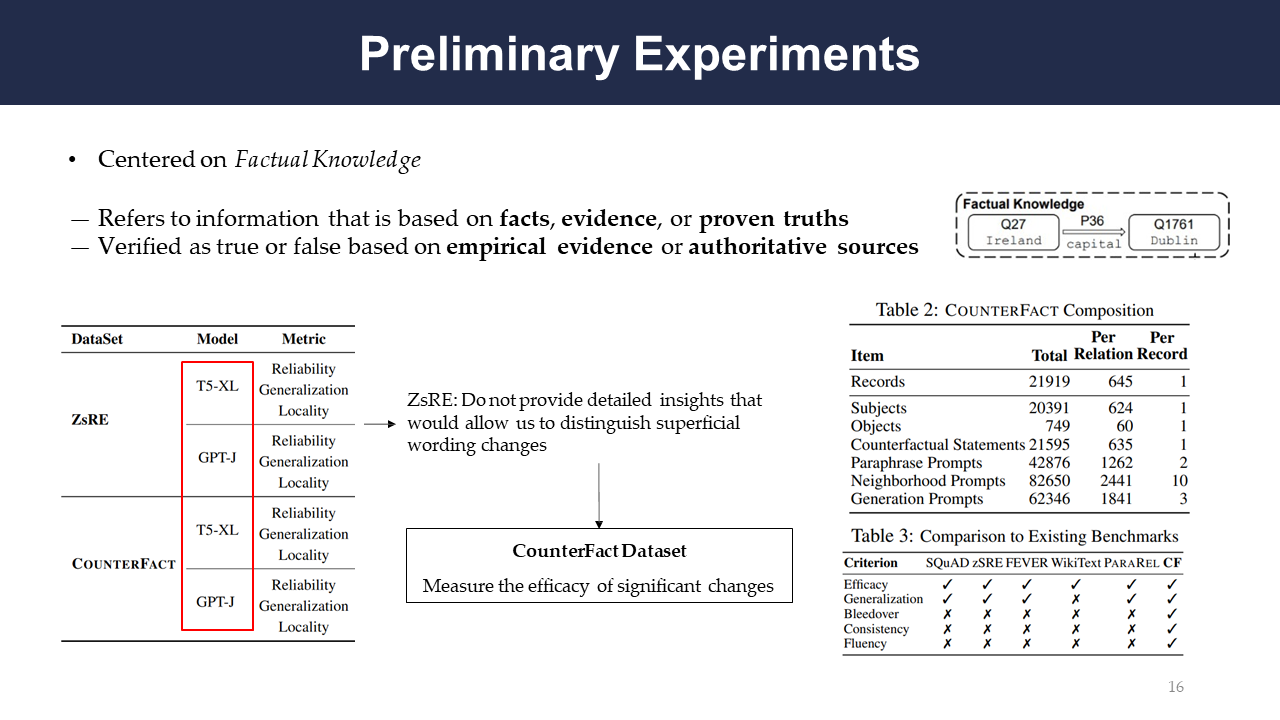 Preliminary Experiments
• Centered on Factual Knowledge
— Refers to information that is based on facts, evidence, or proven truths
— Verified as true or false based on empirical evidence or authoritative sources
Factual Knowledge
Q27 P36 Q1761
Ireland capital Dublin
DataSet Model Metric
ZsRE
T5-XL
Reliability
Generalization
Locality
GPT-J
Reliability
Generalization
Locality
COUNTERFACT
T5-XL
Reliability
Generalization
Locality
GPT-J
Reliability
Generalization
Locality
ZsRE: Do not provide detailed insights that
would allow us to distinguish superficial
wording changes
CounterFact Dataset
Measure the efficacy of significant changes
Table 2: COUNTERFACT Composition
Per Per
Item Total Relation Record
Records 21919 645 1
Subjects 20391 624 1
Objects 749 60 1
Counterfactual Statements 21595 635 1
Paraphrase Prompts 42876 1262 2
Neighborhood Prompts 82650 2441 10
Generation Prompts 62346 1841 3
Table 3: Comparison to Existing Benchmarks
Criterion SQuAD zSRE FEVER WikiText PARAREL CF
Efficacy ✓ ✓ ✓ ✓ ✓ ✓
Generalization ✓ ✓ ✓ ✗ ✓ ✓
Bleedover ✗ ✗ ✗ ✗ ✗ ✓
Consistency ✗ ✗ ✗ ✗ ✗ ✓
Fluency ✗ ✗ ✗ ✗ ✗ ✓
16